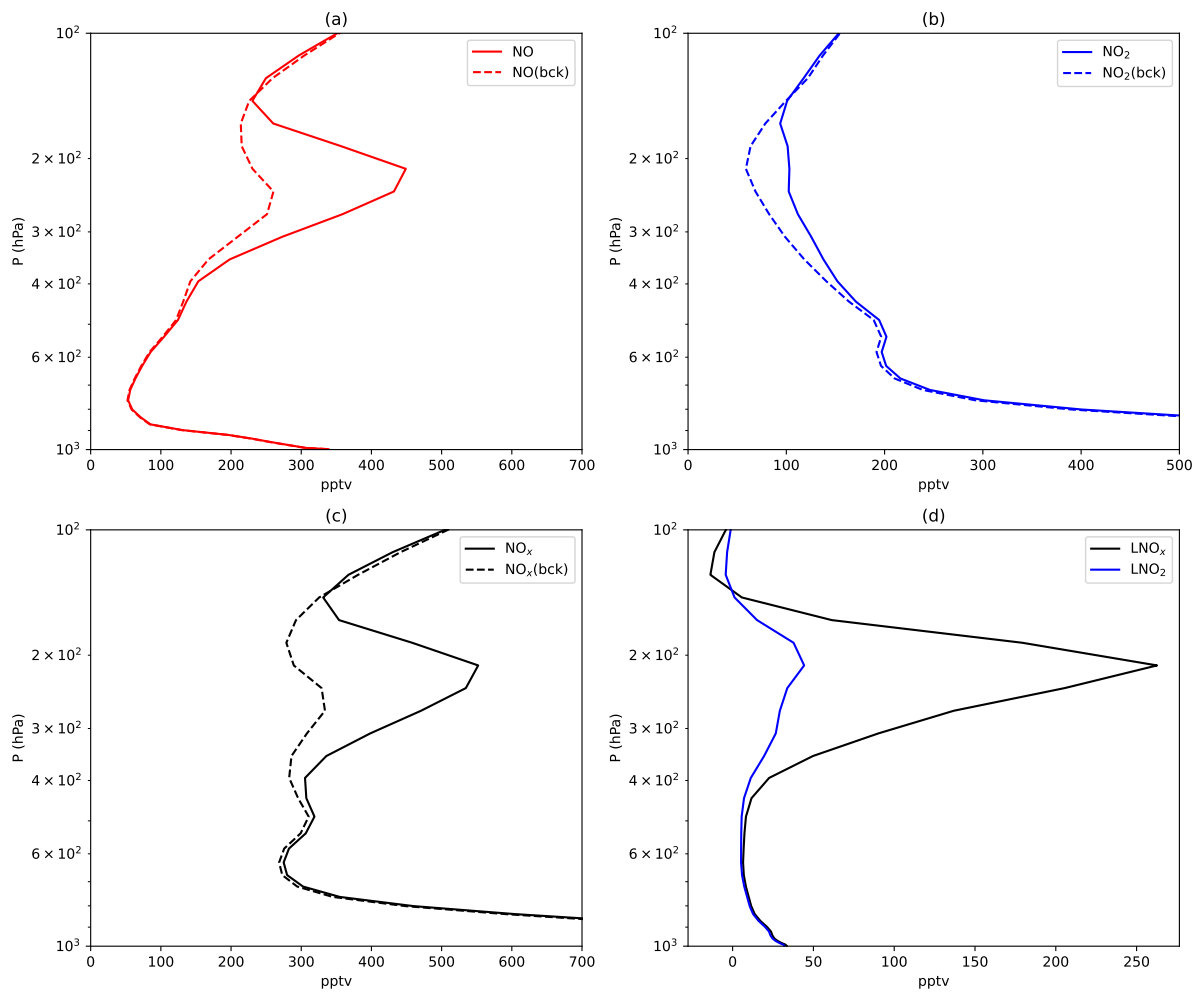 (a)
10²
2 × 10²
3 × 10²
4 × 10²
6 × 10²
10³
P (hPa)
NO
NO(bck)
0 100 200 300 400 500 600 700
pptv
(b)
10²
2 × 10²
3 × 10²
4 × 10²
6 × 10²
10³
P (hPa)
NO₂
NO₂(bck)
0 100 200 300 400 500
pptv
(c)
10²
2 × 10²
3 × 10²
4 × 10²
6 × 10²
10³
P (hPa)
NOₓ
NOₓ(bck)
0 100 200 300 400 500 600 700
pptv
(d)
10²
2 × 10²
3 × 10²
4 × 10²
6 × 10²
10³
P (hPa)
LNOₓ
LNO₂
0 50 100 150 200 250
pptv